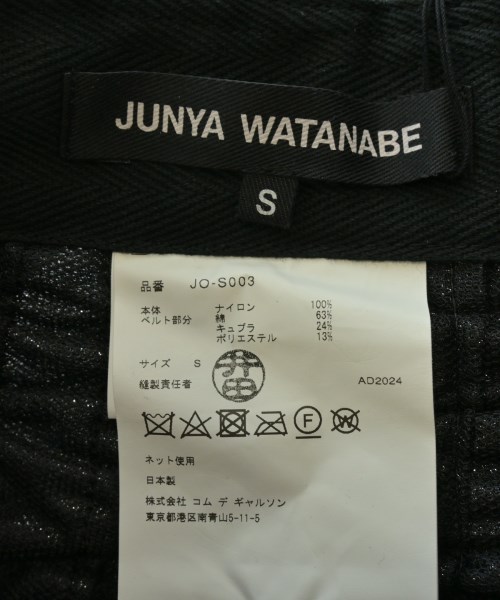 JUNYA WATANABE
S
品番 JO-S003
本体 ナイロン 100%
ベルト部分 綿 63%
キュプラ 24%
ポリエステル 13%
サイズ S
縫製責任者 井田 AD2024
F W
ネット使用
日本製
株式会社 コム デ ギャルソン
東京都港区南青山5-11-5